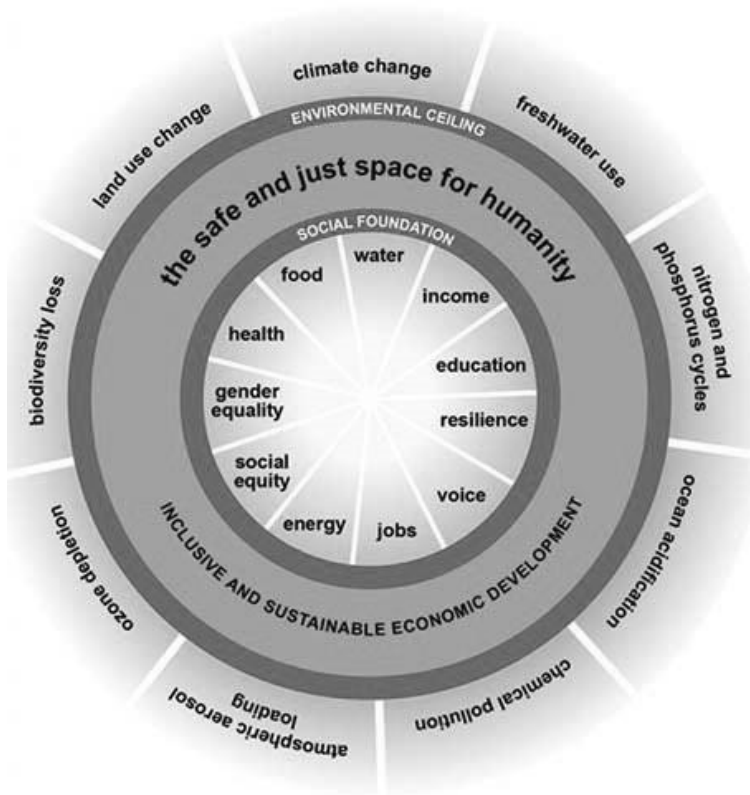 climate change
freshwater use
nitrogen and
phosphorus cycles
ocean acidification
chemical pollution
atmospheric aerosol
loading
ozone depletion
biodiversity loss
land use change
ENVIRONMENTAL CEILING
the safe and just space for humanity
SOCIAL FOUNDATION
water
income
education
resilience
voice
jobs
energy
social
equity
gender
equality
health
food
INCLUSIVE AND SUSTAINABLE ECONOMIC DEVELOPMENT